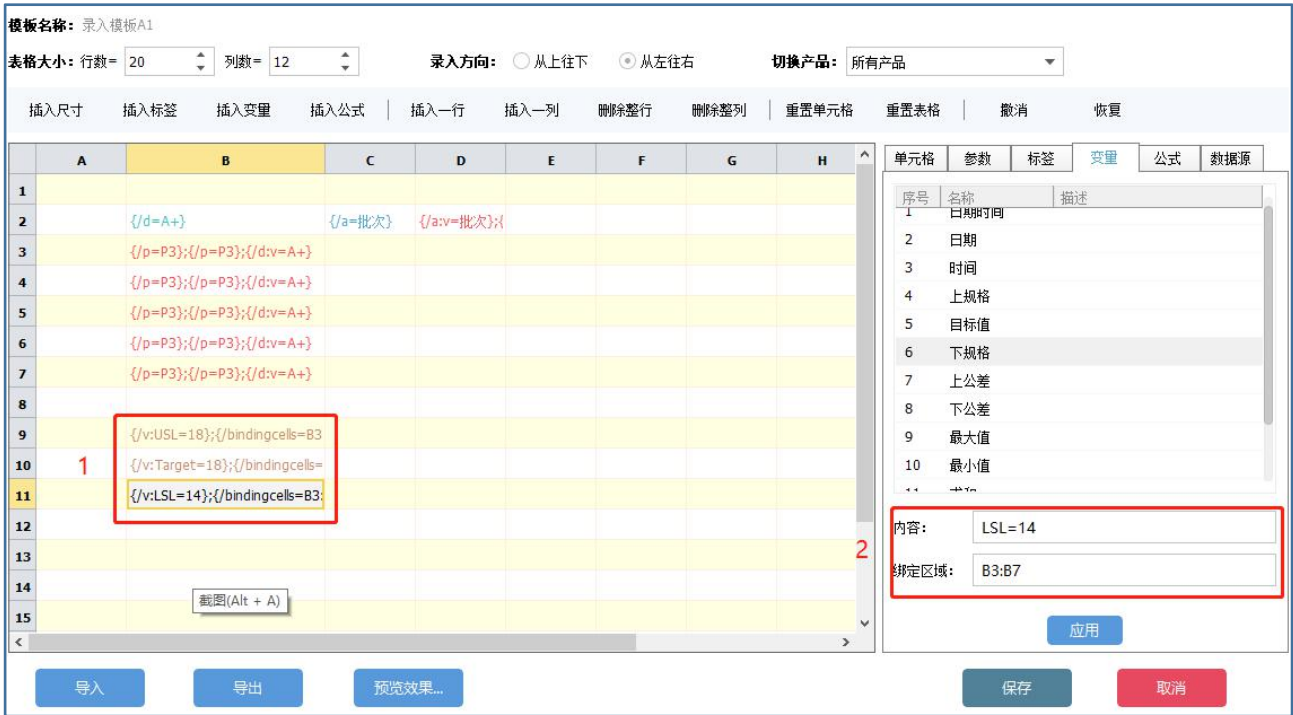 模板名称: 录入模板A1
表格大小: 行数= 20 列数= 12 录入方向: 从上往下 从左往右 切换产品: 所有产品
插入尺寸 插入标签 插入变量 插入公式 插入一行 插入一列 删除整行 删除整列 重置单元格 重置表格 撤消 恢复
A B C D E F G H 单元格 参数 标签 变量 公式 数据源
序号 名称 描述
1
1 日期时间
2 {/d=A+} {/a=批次} {/a:v=批次};{
2 日期
3 {/p=P3};{/p=P3};{/d:v=A+}
3 时间
4 {/p=P3};{/p=P3};{/d:v=A+}
4 上规格
5 {/p=P3};{/p=P3};{/d:v=A+}
5 目标值
6 {/p=P3};{/p=P3};{/d:v=A+}
6 下规格
7 {/p=P3};{/p=P3};{/d:v=A+}
7 上公差
8
8 下公差
9 {/v:USL=18};{/bindingcells=B3
9 最大值
10 1 {/v:Target=18};{/bindingcells=
10 最小值
11 {/v:LSL=14};{/bindingcells=B3:
11 求和
12
内容: LSL=14
13 2
绑定区域: B3:B7
14
截图(Alt + A)
15
应用
导入 导出 预览效果... 保存 取消